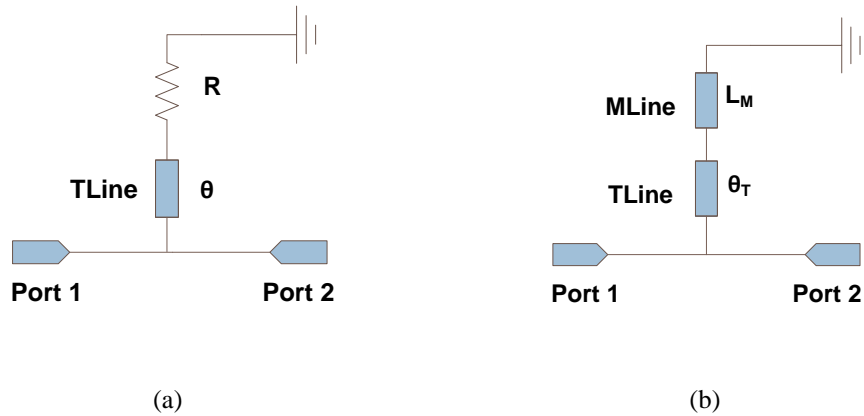 R
TLine θ
Port 1 Port 2
(a)
MLine L_M
TLine θ_T
Port 1 Port 2
(b)